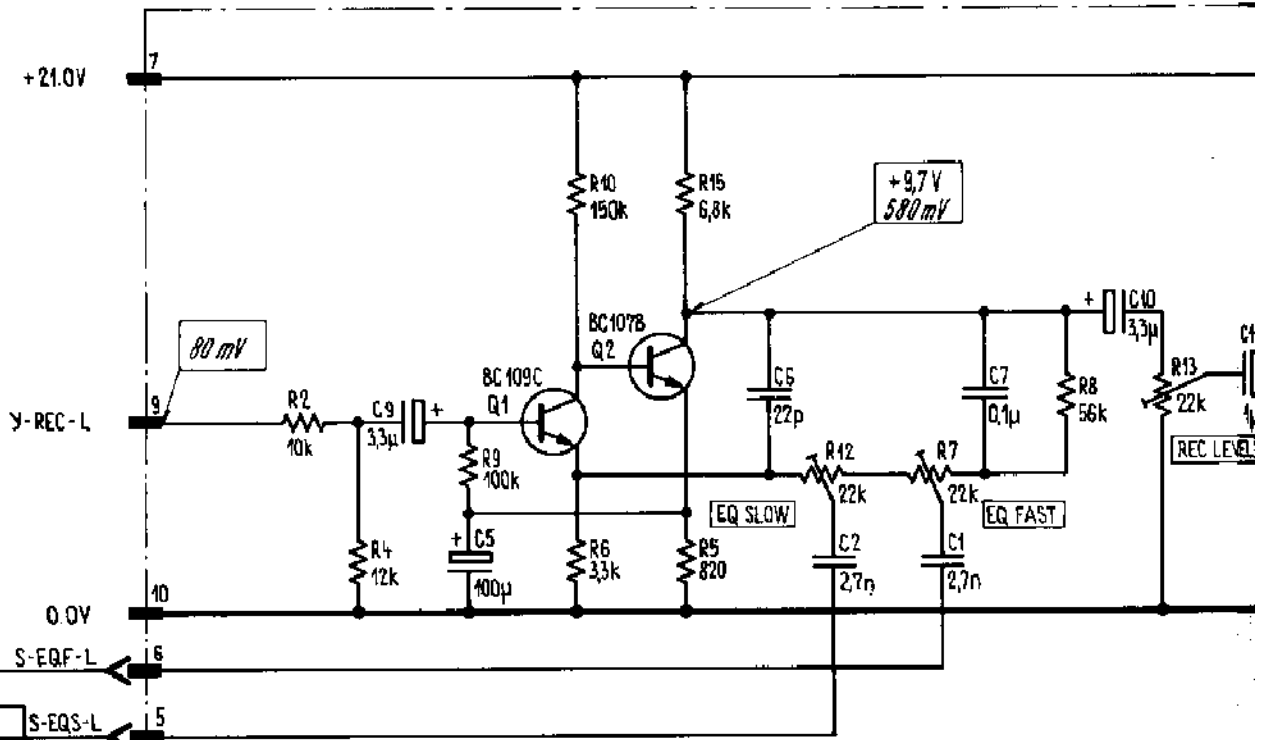 7
+21.0V
R10
150k
R15
6,8k
+9,7V
580mV
80 mV
BC107B
Q2
BC109C
Q1
C10
3,3µ
R13
22k
REC LEVEL
9
Y-REC-L
R2
10k
C9
3,3µ
+
R9
100k
C6
22p
C7
0,1µ
R8
56k
+
R12
22k
R7
22k
EQ SLOW
EQ FAST
R4
12k
+
C5
100µ
R6
3,3k
R5
820
C2
2,7n
C1
2,7n
10
0.0V
S-EQF-L
6
S-EQS-L
5